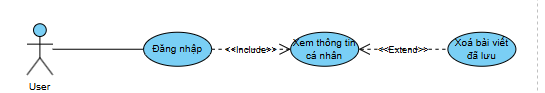 Đăng nhập
<<Include>>
Xem thông tin
cá nhân
<<Extend>>
Xoá bài viết
đã lưu
User